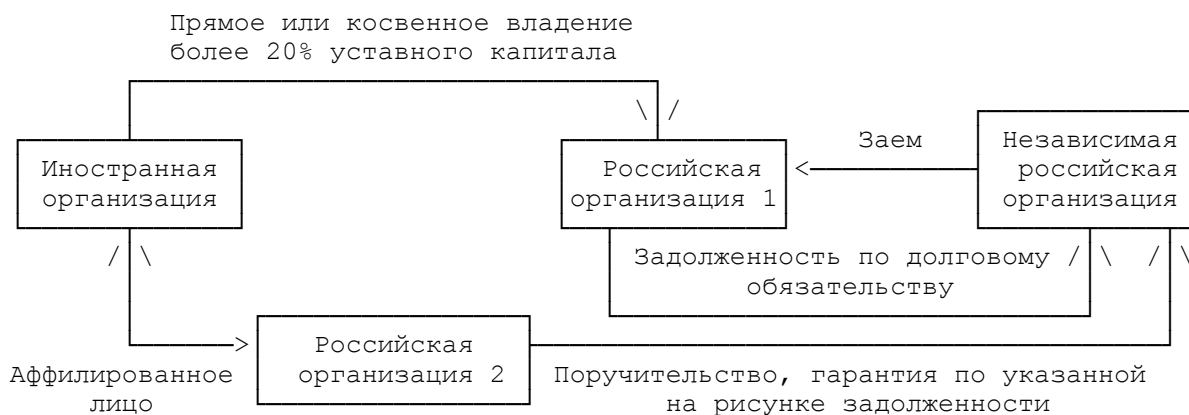 Прямое или косвенное владение
более 20% уставного капитала
Иностранная
организация
Российская
организация 1
Заем
Независимая
российская
организация
Задолженность по долговому
обязательству
Аффилированное
лицо
Российская
организация 2
Поручительство, гарантия по указанной
на рисунке задолженности